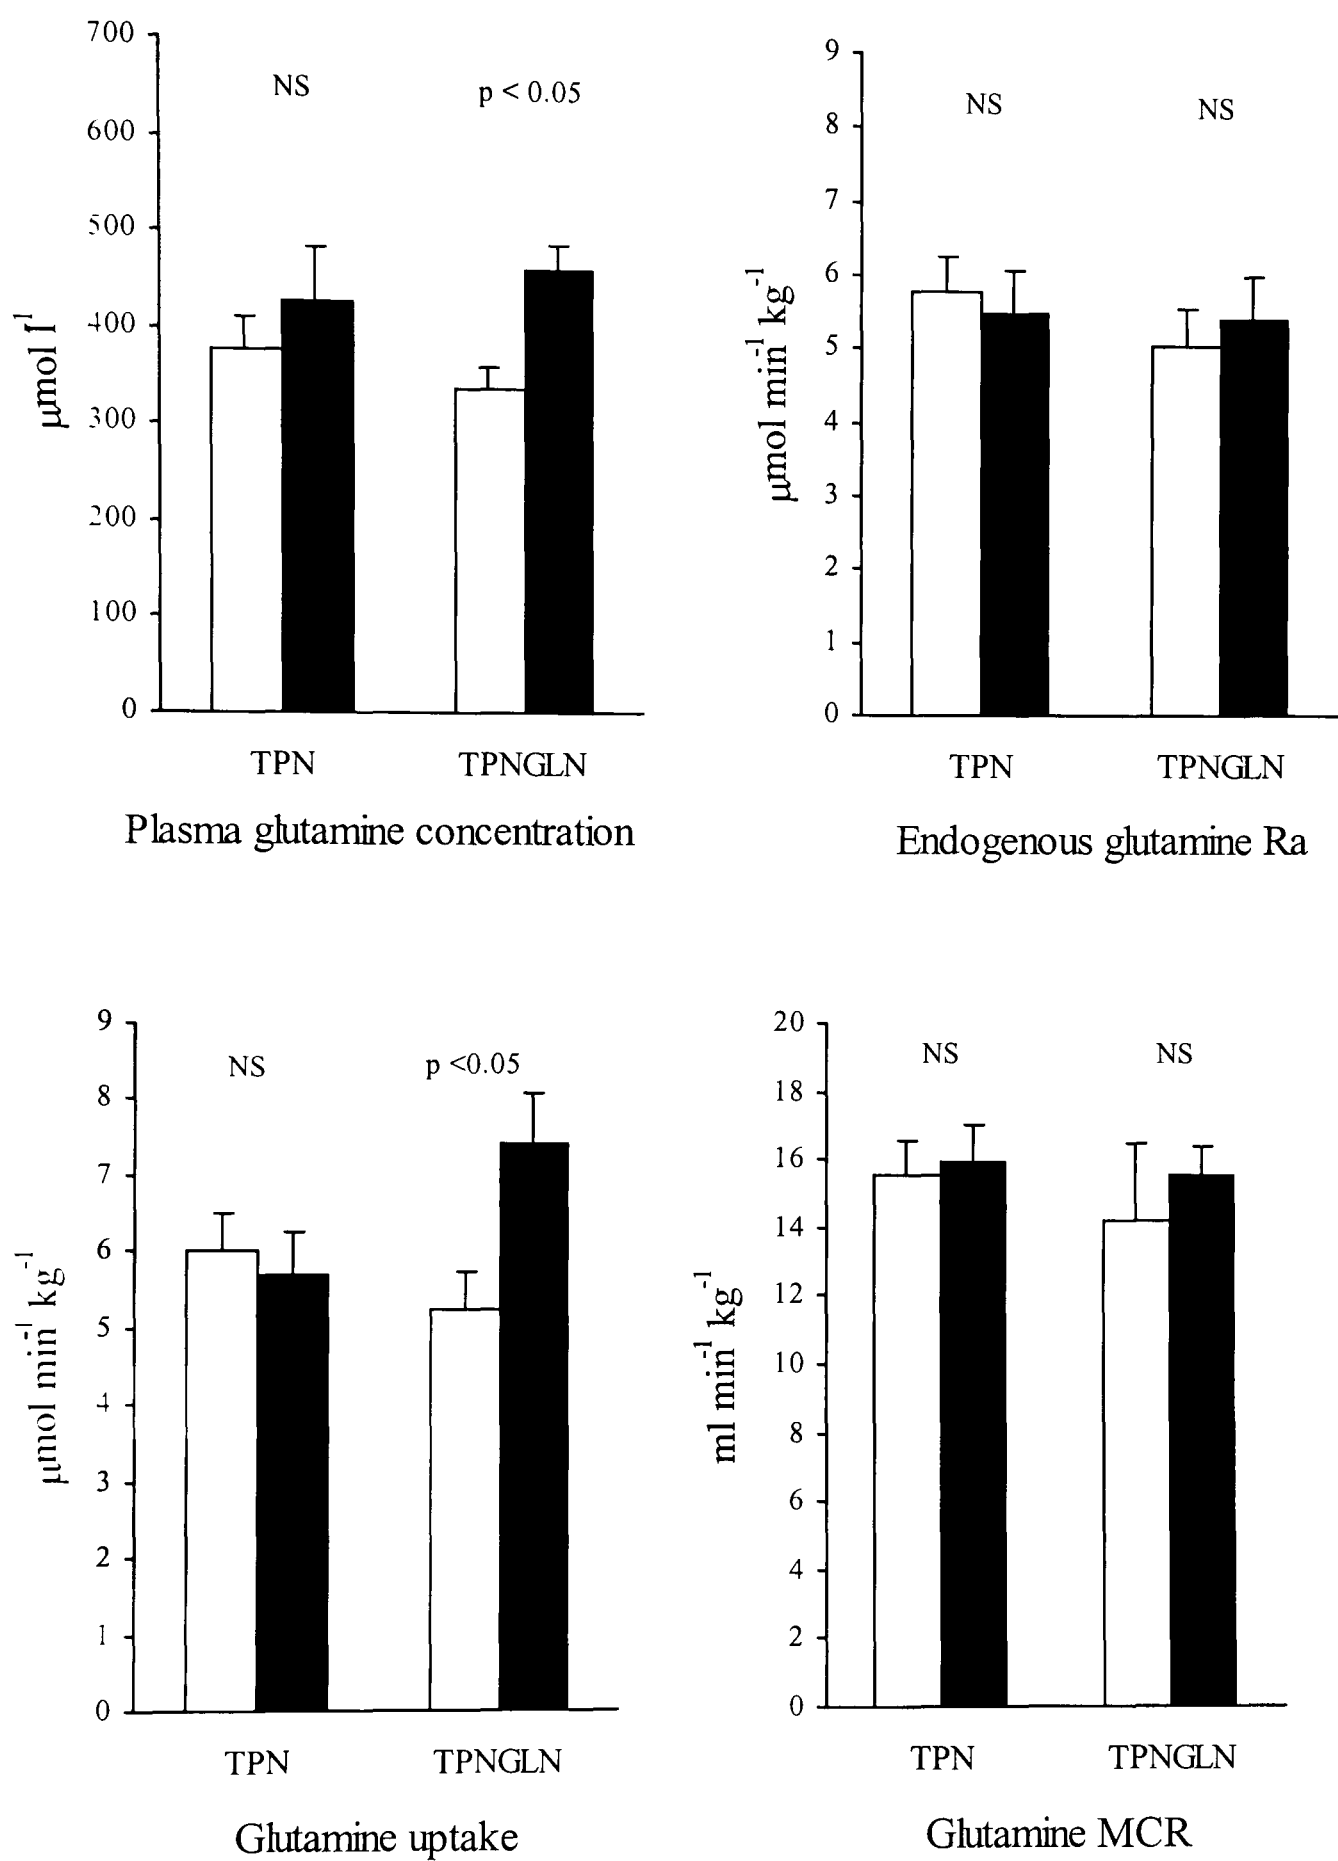 700
600
500
400
300
200
100
0
μmol l⁻¹
NS
p < 0.05
TPN TPNGLN
Plasma glutamine concentration
9
8
7
6
5
4
3
2
1
0
μmol min⁻¹ kg⁻¹
NS
NS
TPN TPNGLN
Endogenous glutamine Ra
9
8
7
6
5
4
3
2
1
0
μmol min⁻¹ kg⁻¹
NS
p <0.05
TPN TPNGLN
Glutamine uptake
20
18
16
14
12
10
8
6
4
2
0
ml min⁻¹ kg⁻¹
NS
NS
TPN TPNGLN
Glutamine MCR